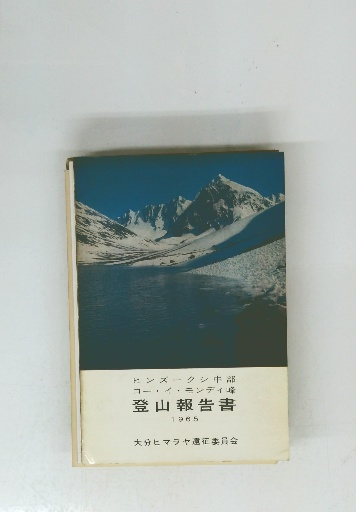 ヒンズークシ中部
コー・イ・モンディ峰
登山報告書
1965
大分ヒマラヤ遠征委員会